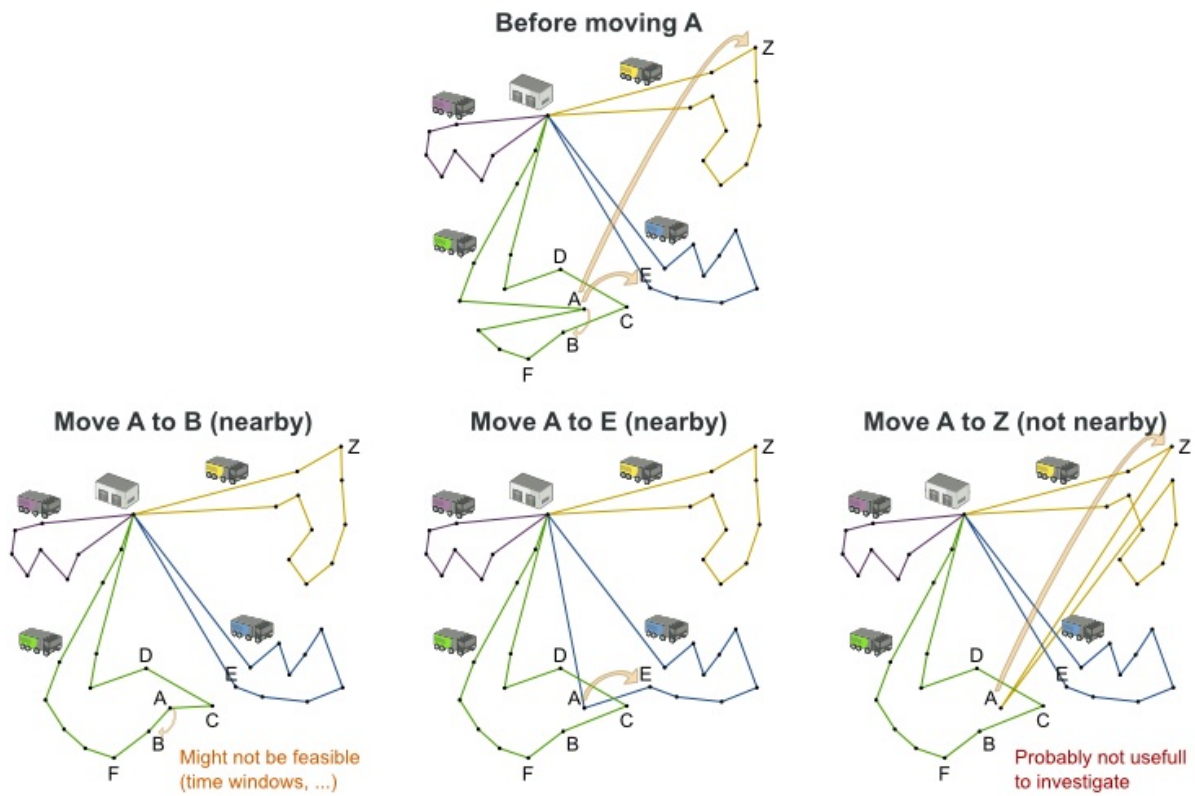 Before moving A
Z
D
E
A
C
B
F
Move A to B (nearby)
Z
D
E
A
C
B
F
Might not be feasible
(time windows, ...)
Move A to E (nearby)
Z
D
E
A
C
B
F
Move A to Z (not nearby)
Z
D
E
A
C
B
F
Probably not usefull
to investigate